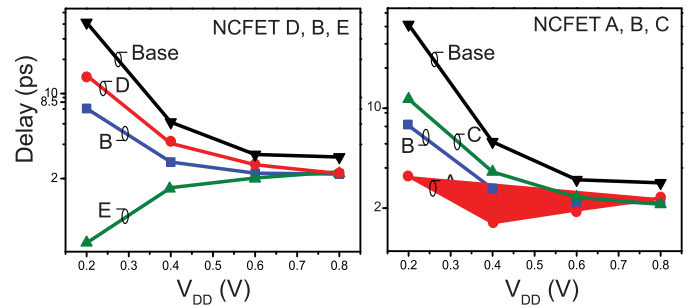 NCFET D, B, E
Base
D
B
E
Delay (ps)
10
8.5
2
0.2 0.3 0.4 0.5 0.6 0.7 0.8
V_DD (V)
NCFET A, B, C
Base
C
B
A
10
2
0.2 0.3 0.4 0.5 0.6 0.7 0.8
V_DD (V)